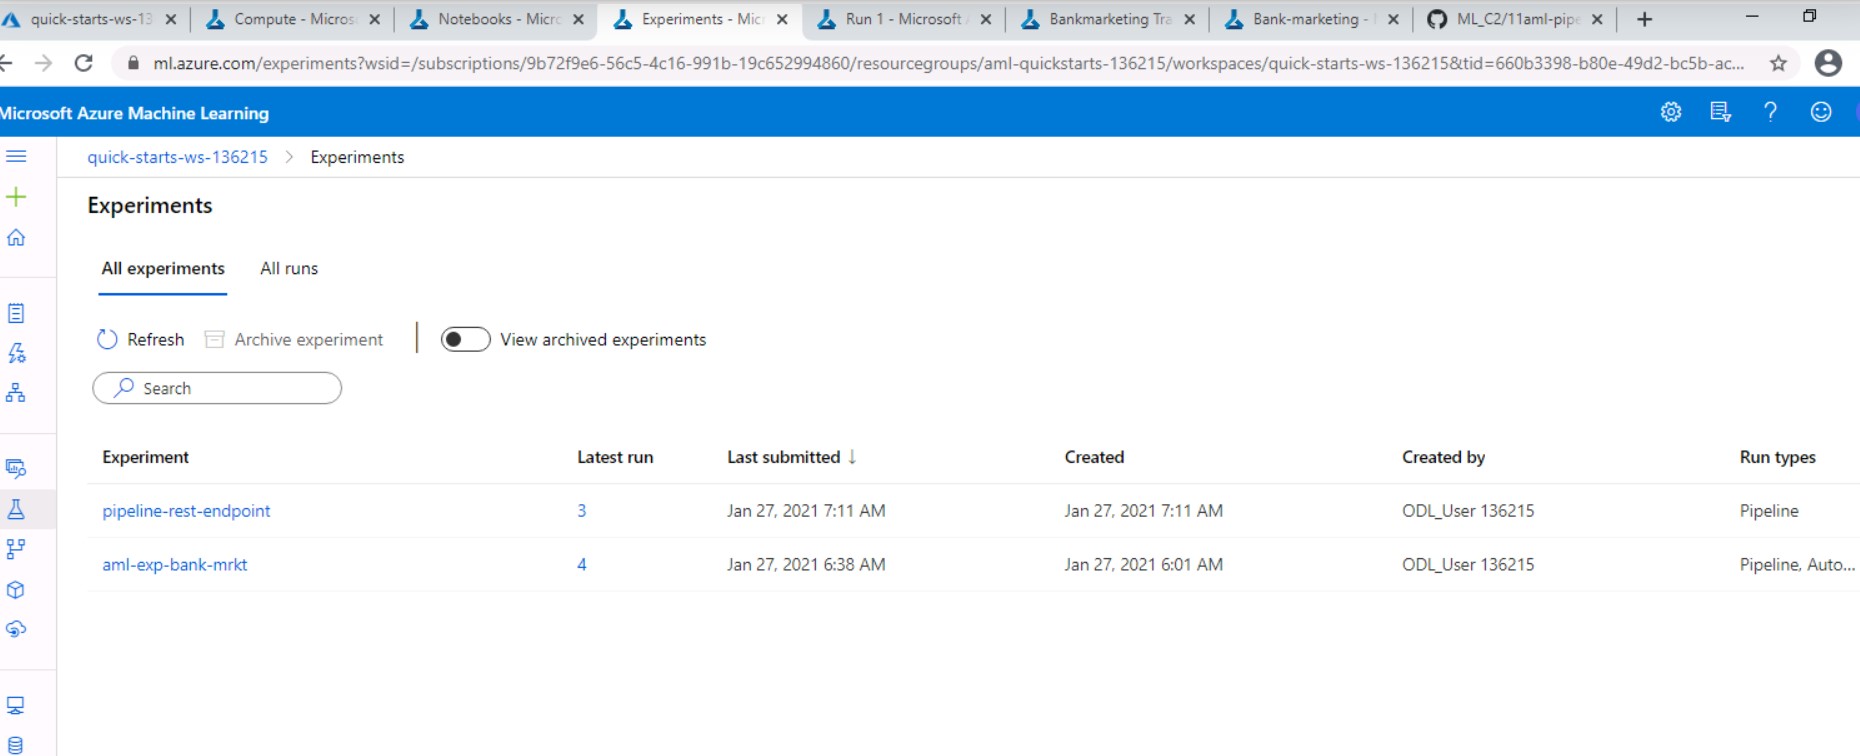 quick-starts-ws-13
Compute - Micros
Notebooks - Micro
Experiments - Mic
Run 1 - Microsoft
Bankmarketing Tra
Bank-marketing -
ML_C2/11aml-pip
ml.azure.com/experiments?wsid=/subscriptions/9b72f9e6-56c5-4c16-991b-19c652994860/resourcegroups/aml-quickstarts-136215/workspaces/quick-starts-ws-136215&tid=660b3398-b80e-49d2-bc5b-ac...
Microsoft Azure Machine Learning
quick-starts-ws-136215 > Experiments
Experiments
All experiments All runs
Refresh Archive experiment View archived experiments
Search
Experiment Latest run Last submitted ↓ Created Created by Run types
pipeline-rest-endpoint 3 Jan 27, 2021 7:11 AM Jan 27, 2021 7:11 AM ODL_User 136215 Pipeline
aml-exp-bank-mrkt 4 Jan 27, 2021 6:38 AM Jan 27, 2021 6:01 AM ODL_User 136215 Pipeline, Auto...